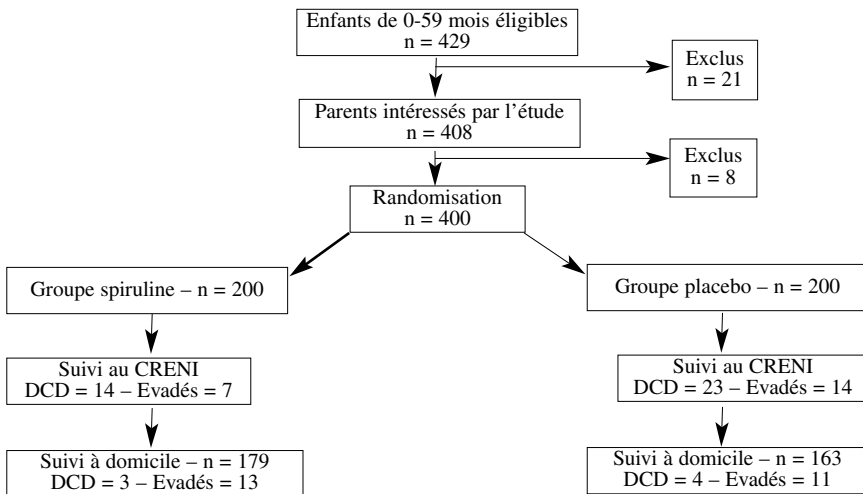 Enfants de 0-59 mois éligibles
n = 429
Exclus
n = 21
Parents intéressés par l'étude
n = 408
Exclus
n = 8
Randomisation
n = 400
Groupe spiruline – n = 200
Groupe placebo – n = 200
Suivi au CRENI
DCD = 14 – Evadés = 7
Suivi au CRENI
DCD = 23 – Evadés = 14
Suivi à domicile – n = 179
DCD = 3 – Evadés = 13
Suivi à domicile – n = 163
DCD = 4 – Evadés = 11